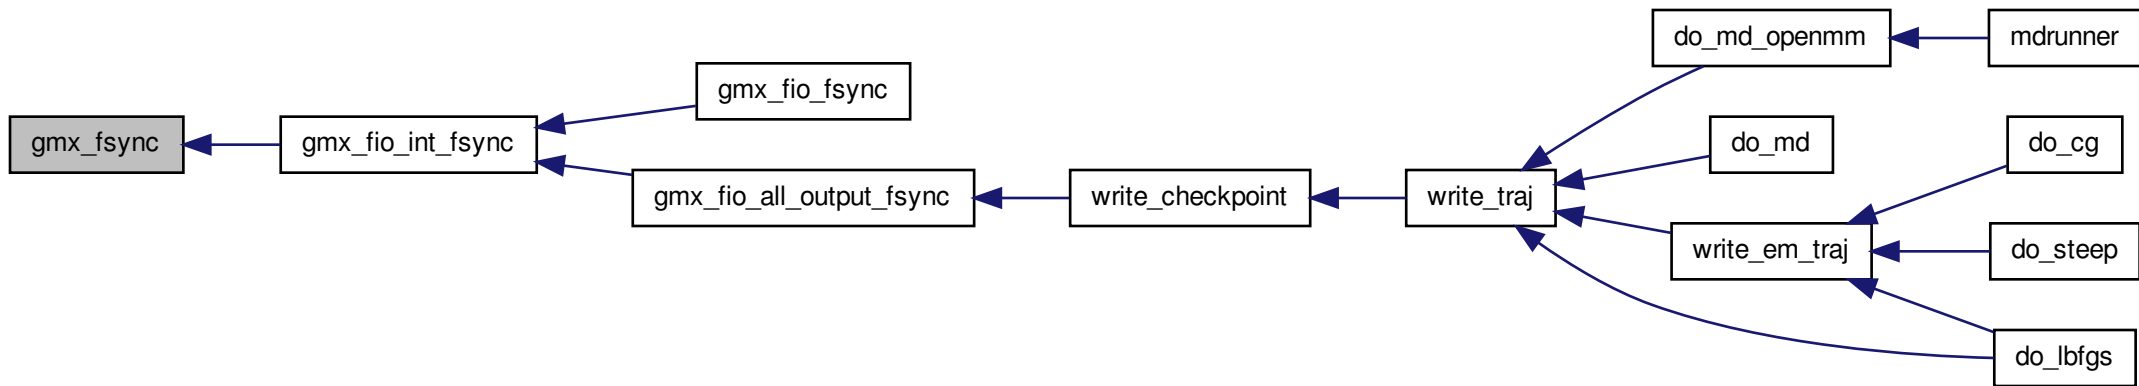 do_md_openmm
mdrunner
gmx_fio_fsync
gmx_fsync
gmx_fio_int_fsync
do_md
do_cg
gmx_fio_all_output_fsync
write_checkpoint
write_traj
write_em_traj
do_steep
do_lbfgs